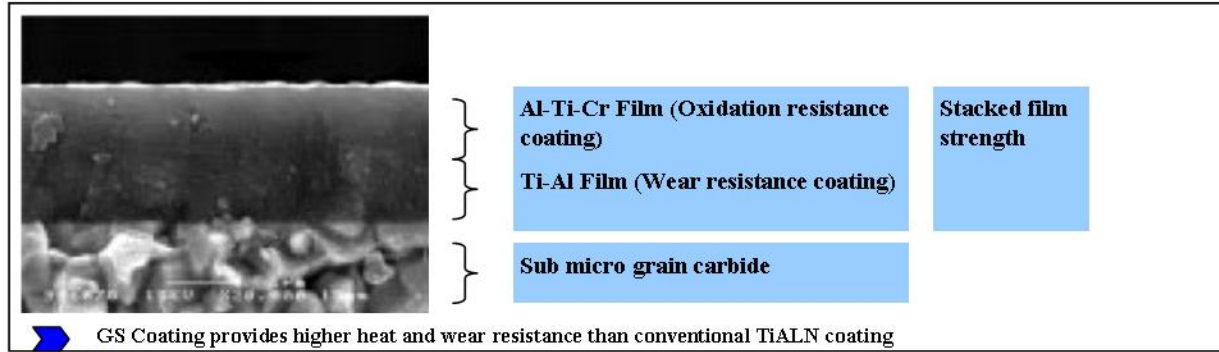 Al-Ti-Cr Film (Oxidation resistance
coating)
Ti-Al Film (Wear resistance coating)
Stacked film
strength
Sub micro grain carbide
GS Coating provides higher heat and wear resistance than conventional TiALN coating